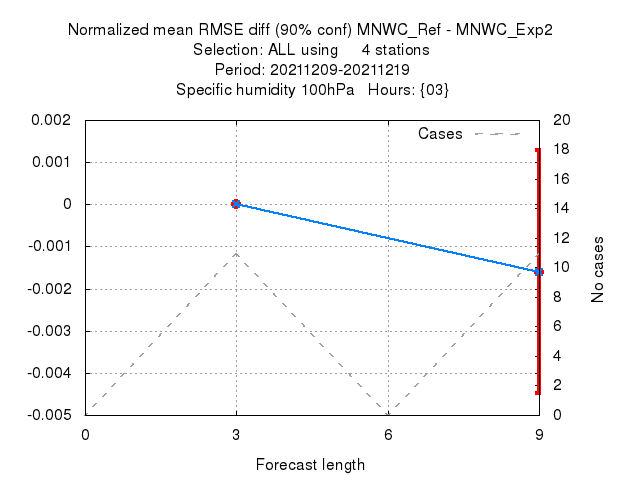 Normalized mean RMSE diff (90% conf) MNWC_Ref - MNWC_Exp2
Selection: ALL using     4 stations
Period: 20211209-20211219
Specific humidity 100hPa   Hours: {03}
Cases
0.002
0.001
0
-0.001
-0.002
-0.003
-0.004
-0.005
20
18
16
14
12
10
8
6
4
2
0
No cases
0 3 6 9
Forecast length